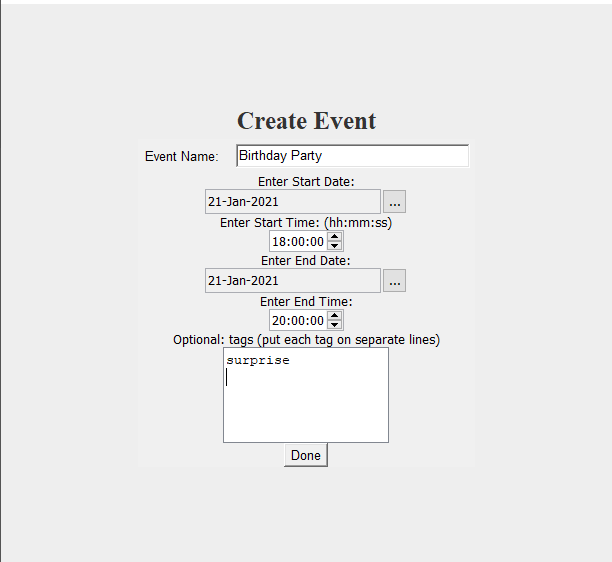 Create Event
Event Name: Birthday Party
Enter Start Date:
21-Jan-2021 ...
Enter Start Time: (hh:mm:ss)
18:00:00
Enter End Date:
21-Jan-2021 ...
Enter End Time:
20:00:00
Optional: tags (put each tag on separate lines)
surprise
Done